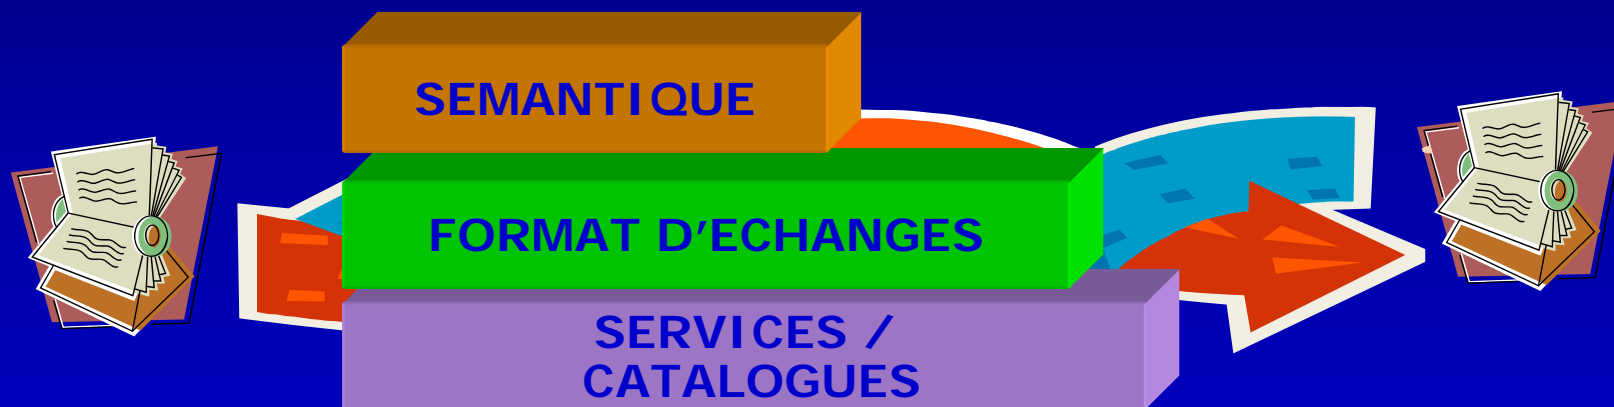 SEMANTIQUE
FORMAT D’ECHANGES
SERVICES /
CATALOGUES